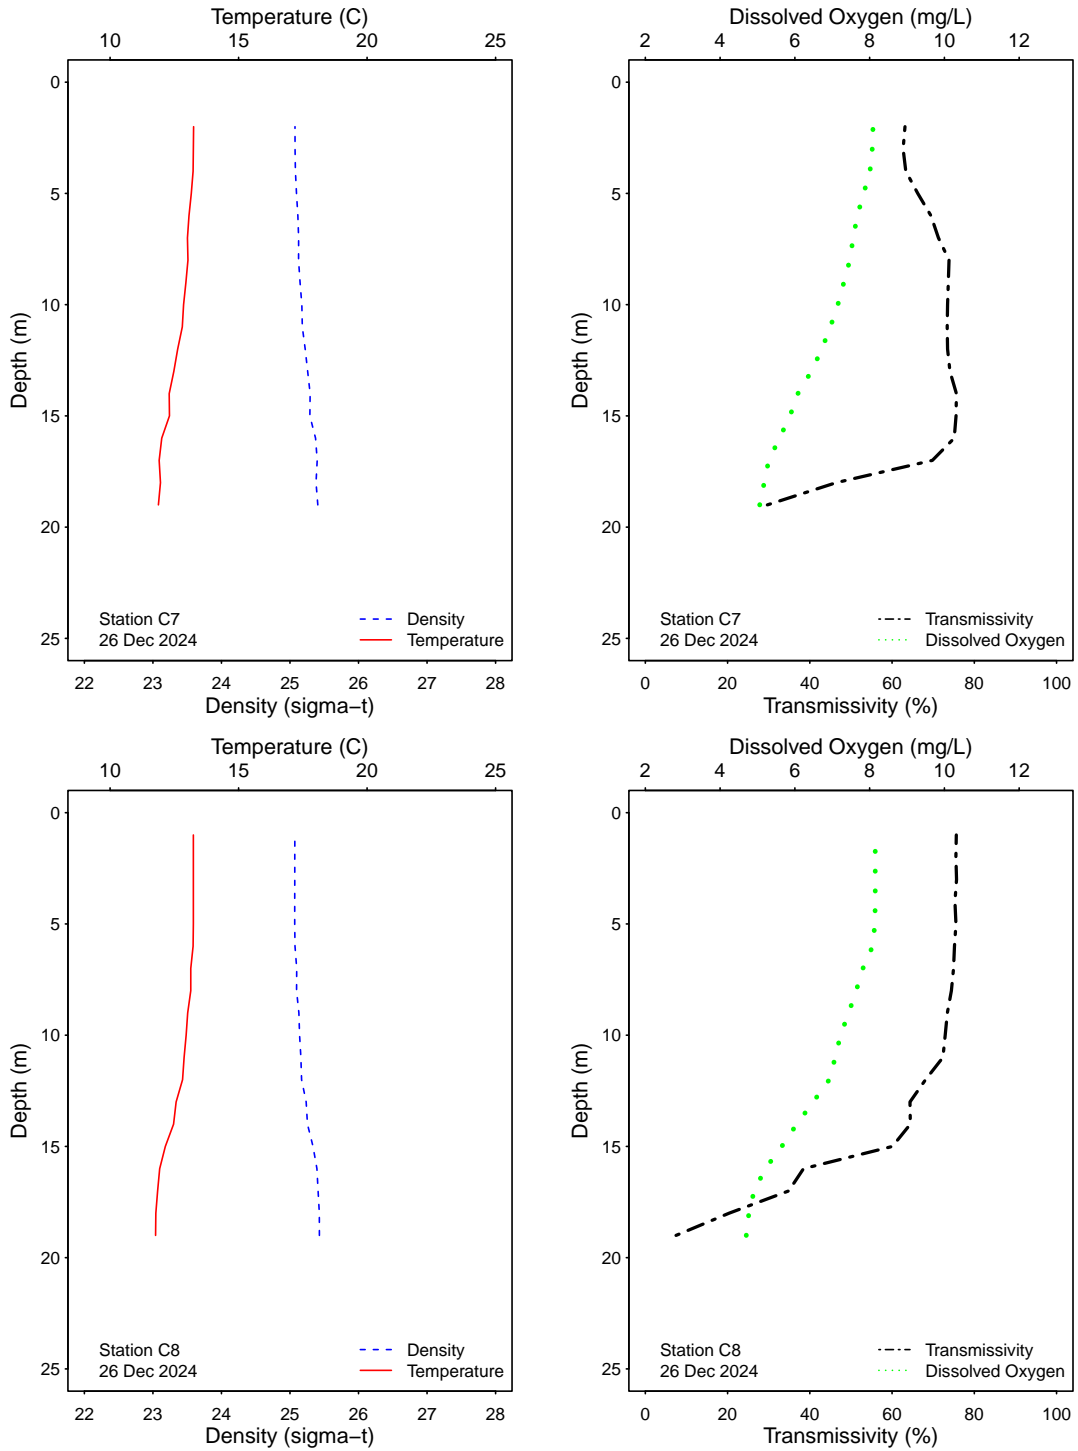 Temperature (C)
10 15 20 25
0
5
10
15
20
25
Depth (m)
Station C7
26 Dec 2024
Density
Temperature
22 23 24 25 26 27 28
Density (sigma−t)
Dissolved Oxygen (mg/L)
2 4 6 8 10 12
0
5
10
15
20
25
Depth (m)
Station C7
26 Dec 2024
Transmissivity
Dissolved Oxygen
0 20 40 60 80 100
Transmissivity (%)
Temperature (C)
10 15 20 25
0
5
10
15
20
25
Depth (m)
Station C8
26 Dec 2024
Density
Temperature
22 23 24 25 26 27 28
Density (sigma−t)
Dissolved Oxygen (mg/L)
2 4 6 8 10 12
0
5
10
15
20
25
Depth (m)
Station C8
26 Dec 2024
Transmissivity
Dissolved Oxygen
0 20 40 60 80 100
Transmissivity (%)